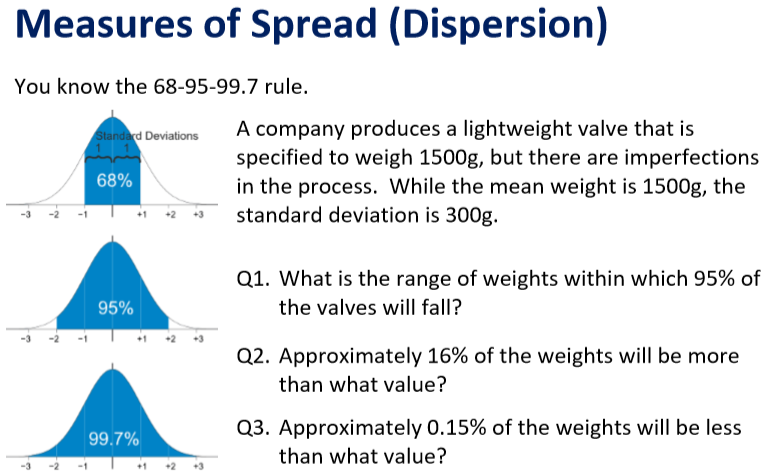 Measures of Spread (Dispersion)
You know the 68-95-99.7 rule.
Standard Deviations
1 1
68%
-3 -2 -1 +1 +2 +3
95%
-3 -2 -1 +1 +2 +3
99.7%
-3 -2 -1 +1 +2 +3
A company produces a lightweight valve that is
specified to weigh 1500g, but there are imperfections
in the process. While the mean weight is 1500g, the
standard deviation is 300g.
Q1. What is the range of weights within which 95% of
the valves will fall?
Q2. Approximately 16% of the weights will be more
than what value?
Q3. Approximately 0.15% of the weights will be less
than what value?